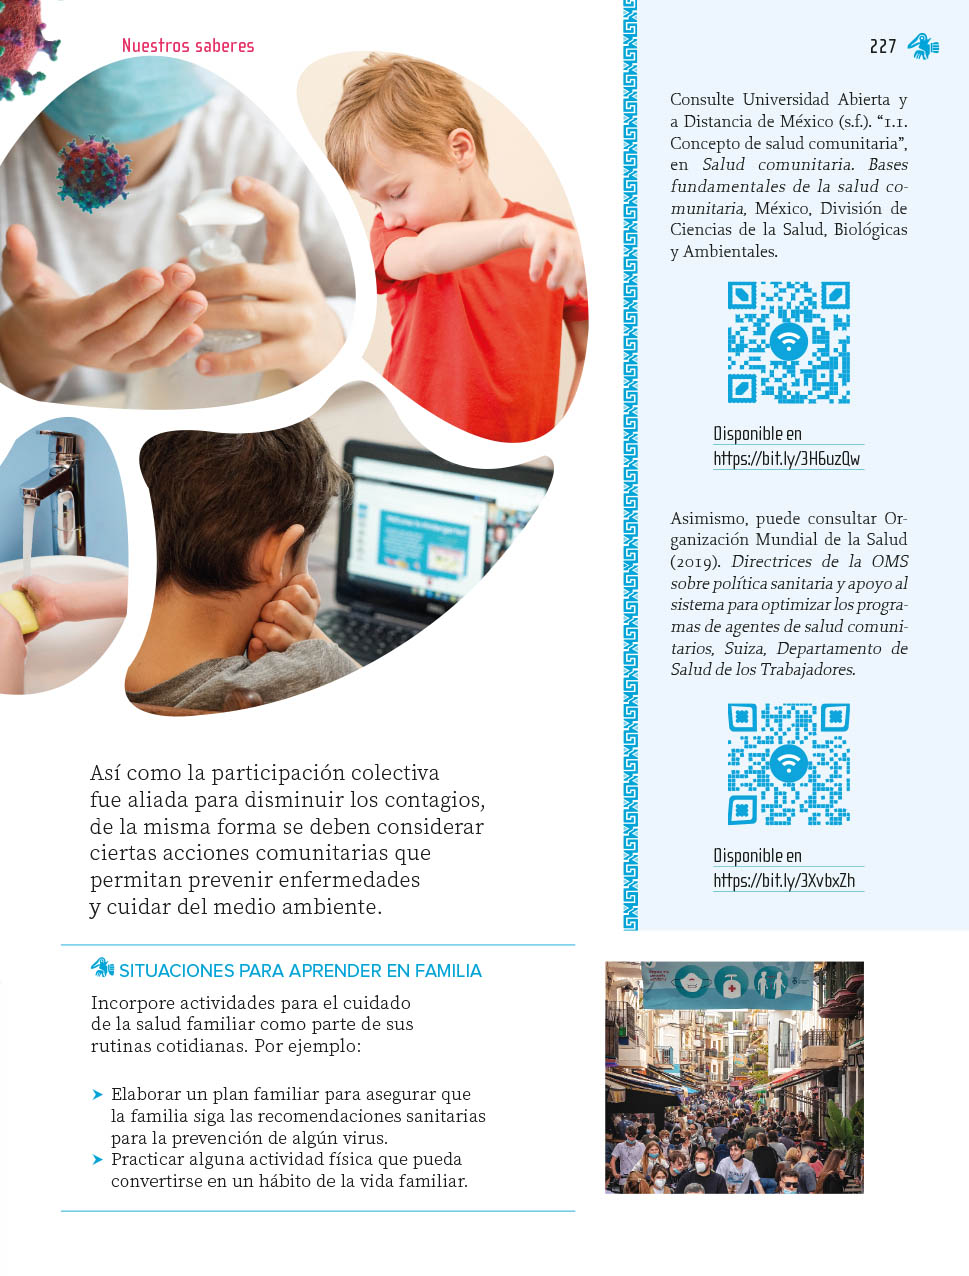 Nuestros saberes
227
Consulte Universidad Abierta y
a Distancia de México (s.f.). “1.1.
Concepto de salud comunitaria”,
en Salud comunitaria. Bases
fundamentales de la salud co-
munitaria, México, División de
Ciencias de la Salud, Biológicas
y Ambientales.
Disponible en
https://bit.ly/3H6uzQw
Asimismo, puede consultar Or-
ganización Mundial de la Salud
(2019). Directrices de la OMS
sobre política sanitaria y apoyo al
sistema para optimizar los progra-
mas de agentes de salud comuni-
tarios, Suiza, Departamento de
Salud de los Trabajadores.
Disponible en
https://bit.ly/3XvbxZh
Así como la participación colectiva
fue aliada para disminuir los contagios,
de la misma forma se deben considerar
ciertas acciones comunitarias que
permitan prevenir enfermedades
y cuidar del medio ambiente.
SITUACIONES PARA APRENDER EN FAMILIA
Incorpore actividades para el cuidado
de la salud familiar como parte de sus
rutinas cotidianas. Por ejemplo:
Elaborar un plan familiar para asegurar que
la familia siga las recomendaciones sanitarias
para la prevención de algún virus.
Practicar alguna actividad física que pueda
convertirse en un hábito de la vida familiar.